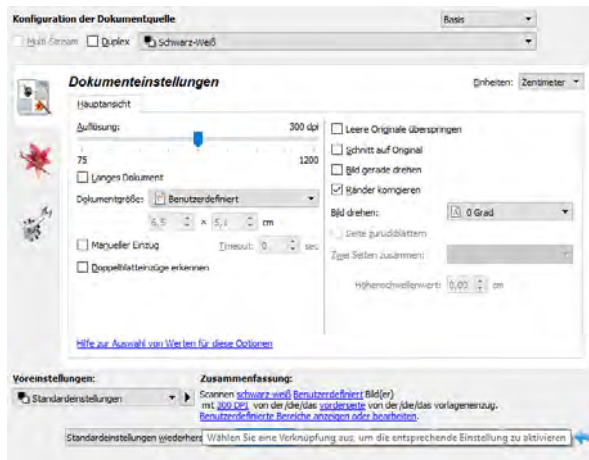 Konfiguration der Dokumentquelle
Basis
Multi-Stream Duplex Schwarz-Weiß
Dokumenteinstellungen
Einheiten: Zentimeter
Hauptansicht
Auflösung: 300 dpi
75 1200
Langes Dokument
Dokumentgröße: Benutzerdefiniert
6,5 × 5,1 cm
Manueller Einzug Timeout: 0 sec
Doppelblatteinzüge erkennen
Leere Originale überspringen
Schnitt auf Original
Bild gerade drehen
Ränder korrigieren
Bild drehen: 0 Grad
Seite zurückblättern
Zwei Seiten zusammen:
Höhenschwellenwert: 0,00 cm
Hilfe zur Auswahl von Werten für diese Optionen
Voreinstellungen:
Standardeinstellungen
Zusammenfassung:
Scannen schwarz weiß Benutzerdefiniert Bild(er)
mit 300 DPI von der/die/das vorderseite von der/die/das vorlageneinzug.
Benutzerdefinierte Bereiche anzeigen oder bearbeiten.
Standardeinstellungen wiederhers
Wählen Sie eine Verknüpfung aus, um die entsprechende Einstellung zu aktivieren